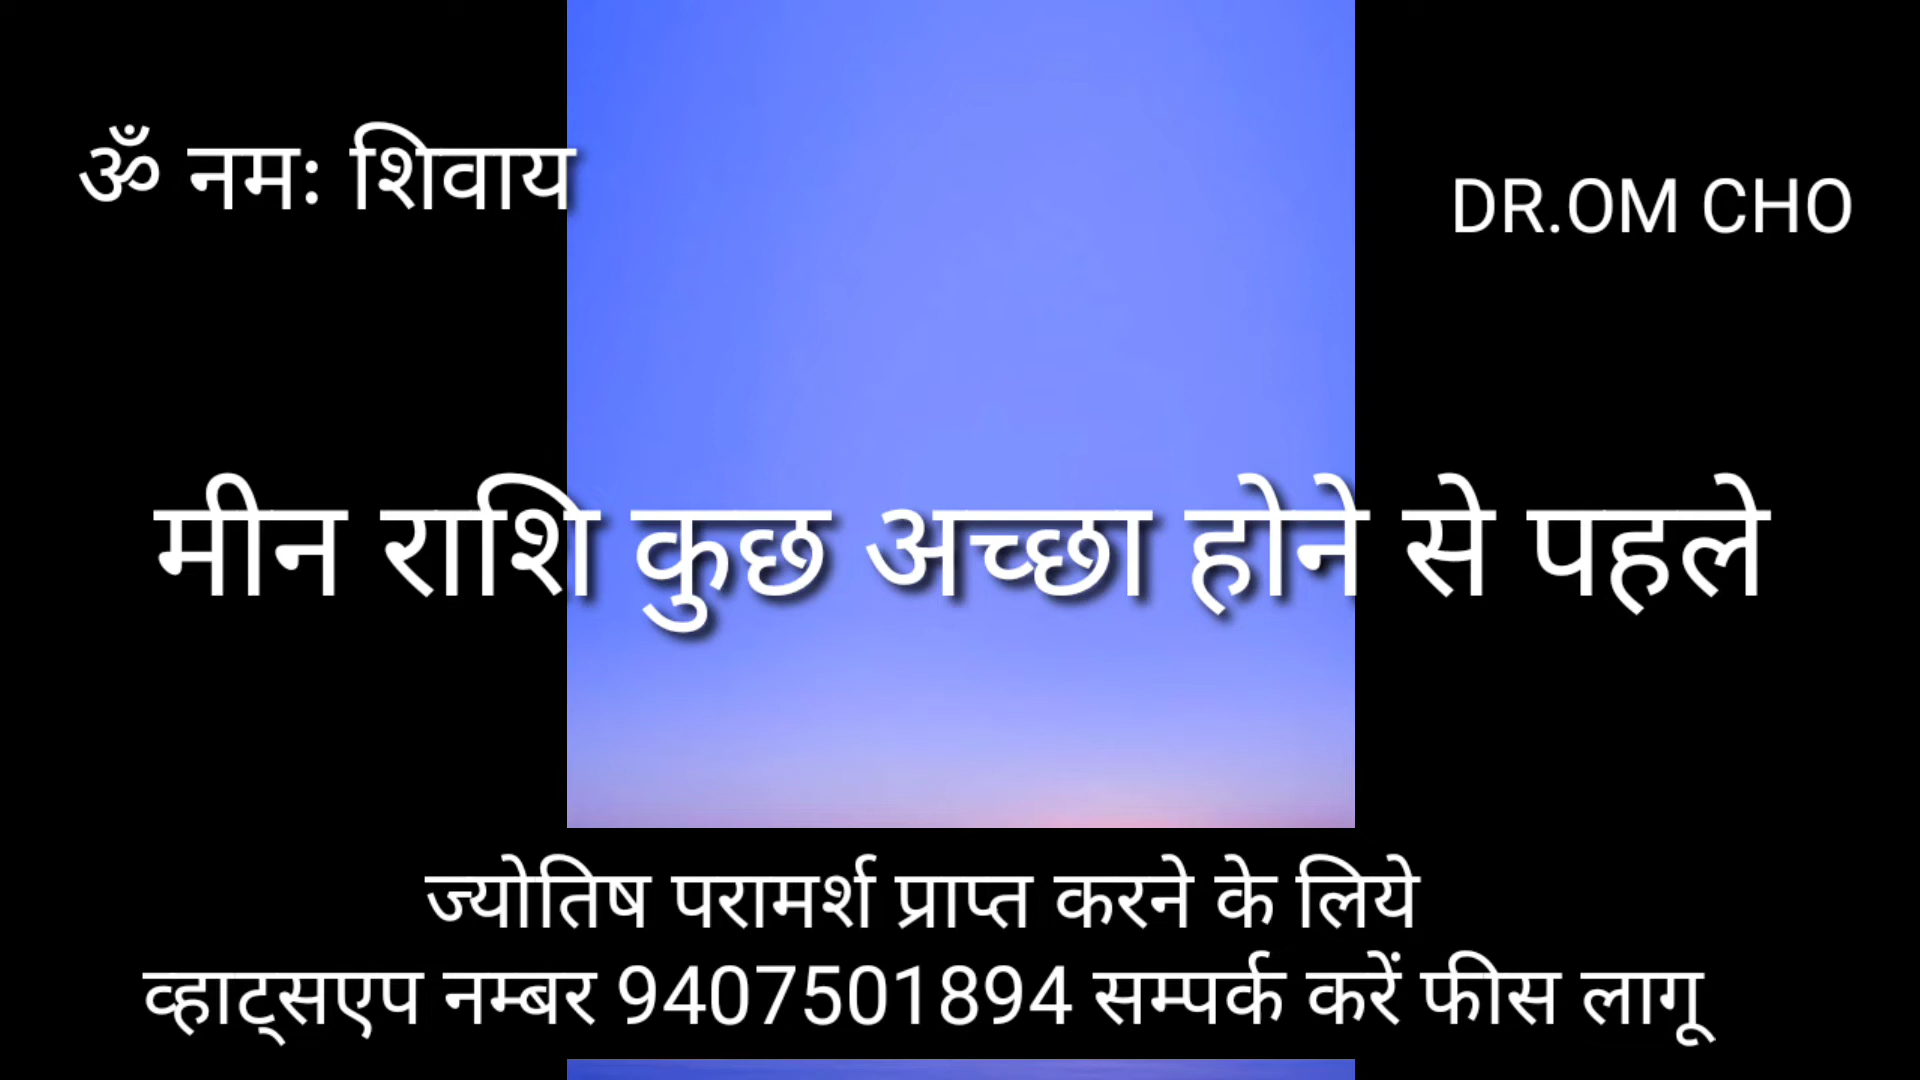 ॐ नमः शिवाय
DR.OM CHO
मीन राशि कुछ अच्छा होने से पहले
ज्योतिष परामर्श प्राप्त करने के लिये
व्हाट्सएप नम्बर 9407501894 सम्पर्क करें फीस लागू